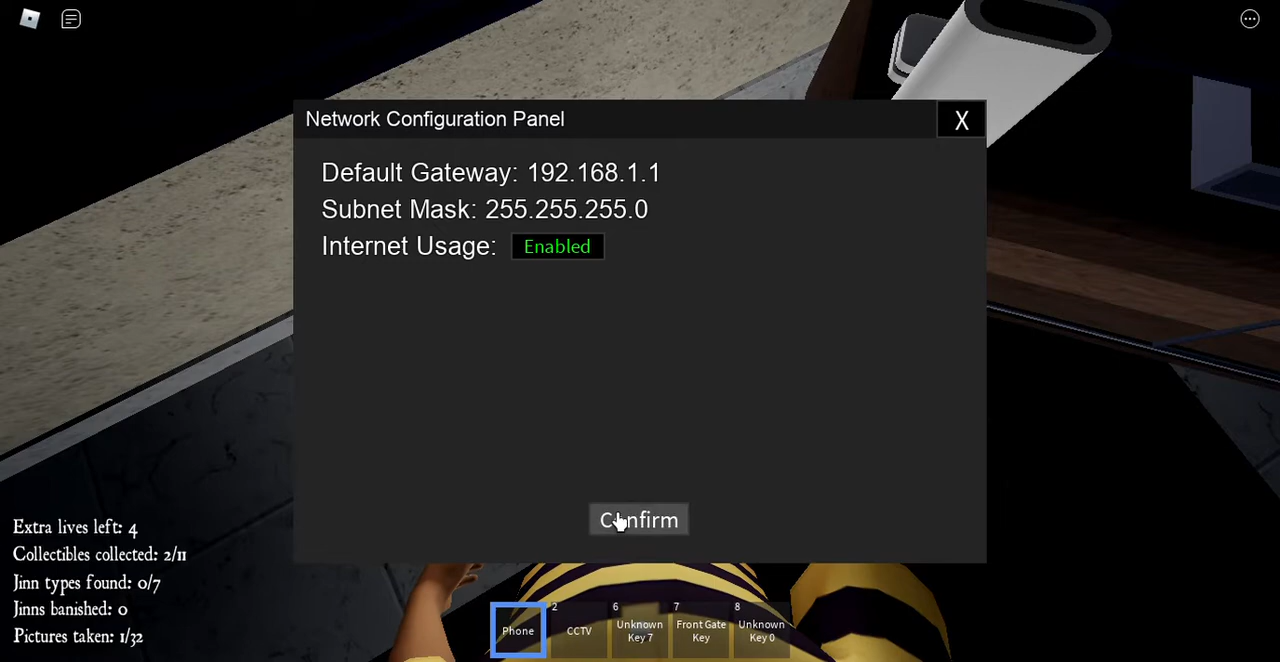 Network Configuration Panel X
Default Gateway: 192.168.1.1
Subnet Mask: 255.255.255.0
Internet Usage: Enabled
Confirm
Extra lives left: 4
Collectibles collected: 2/11
Jinn types found: 0/7
Jinns banished: 0
Pictures taken: 1/32
Phone
2
CCTV
6
Unknown
Key 7
7
Front Gate
Key
8
Unknown
Key 0